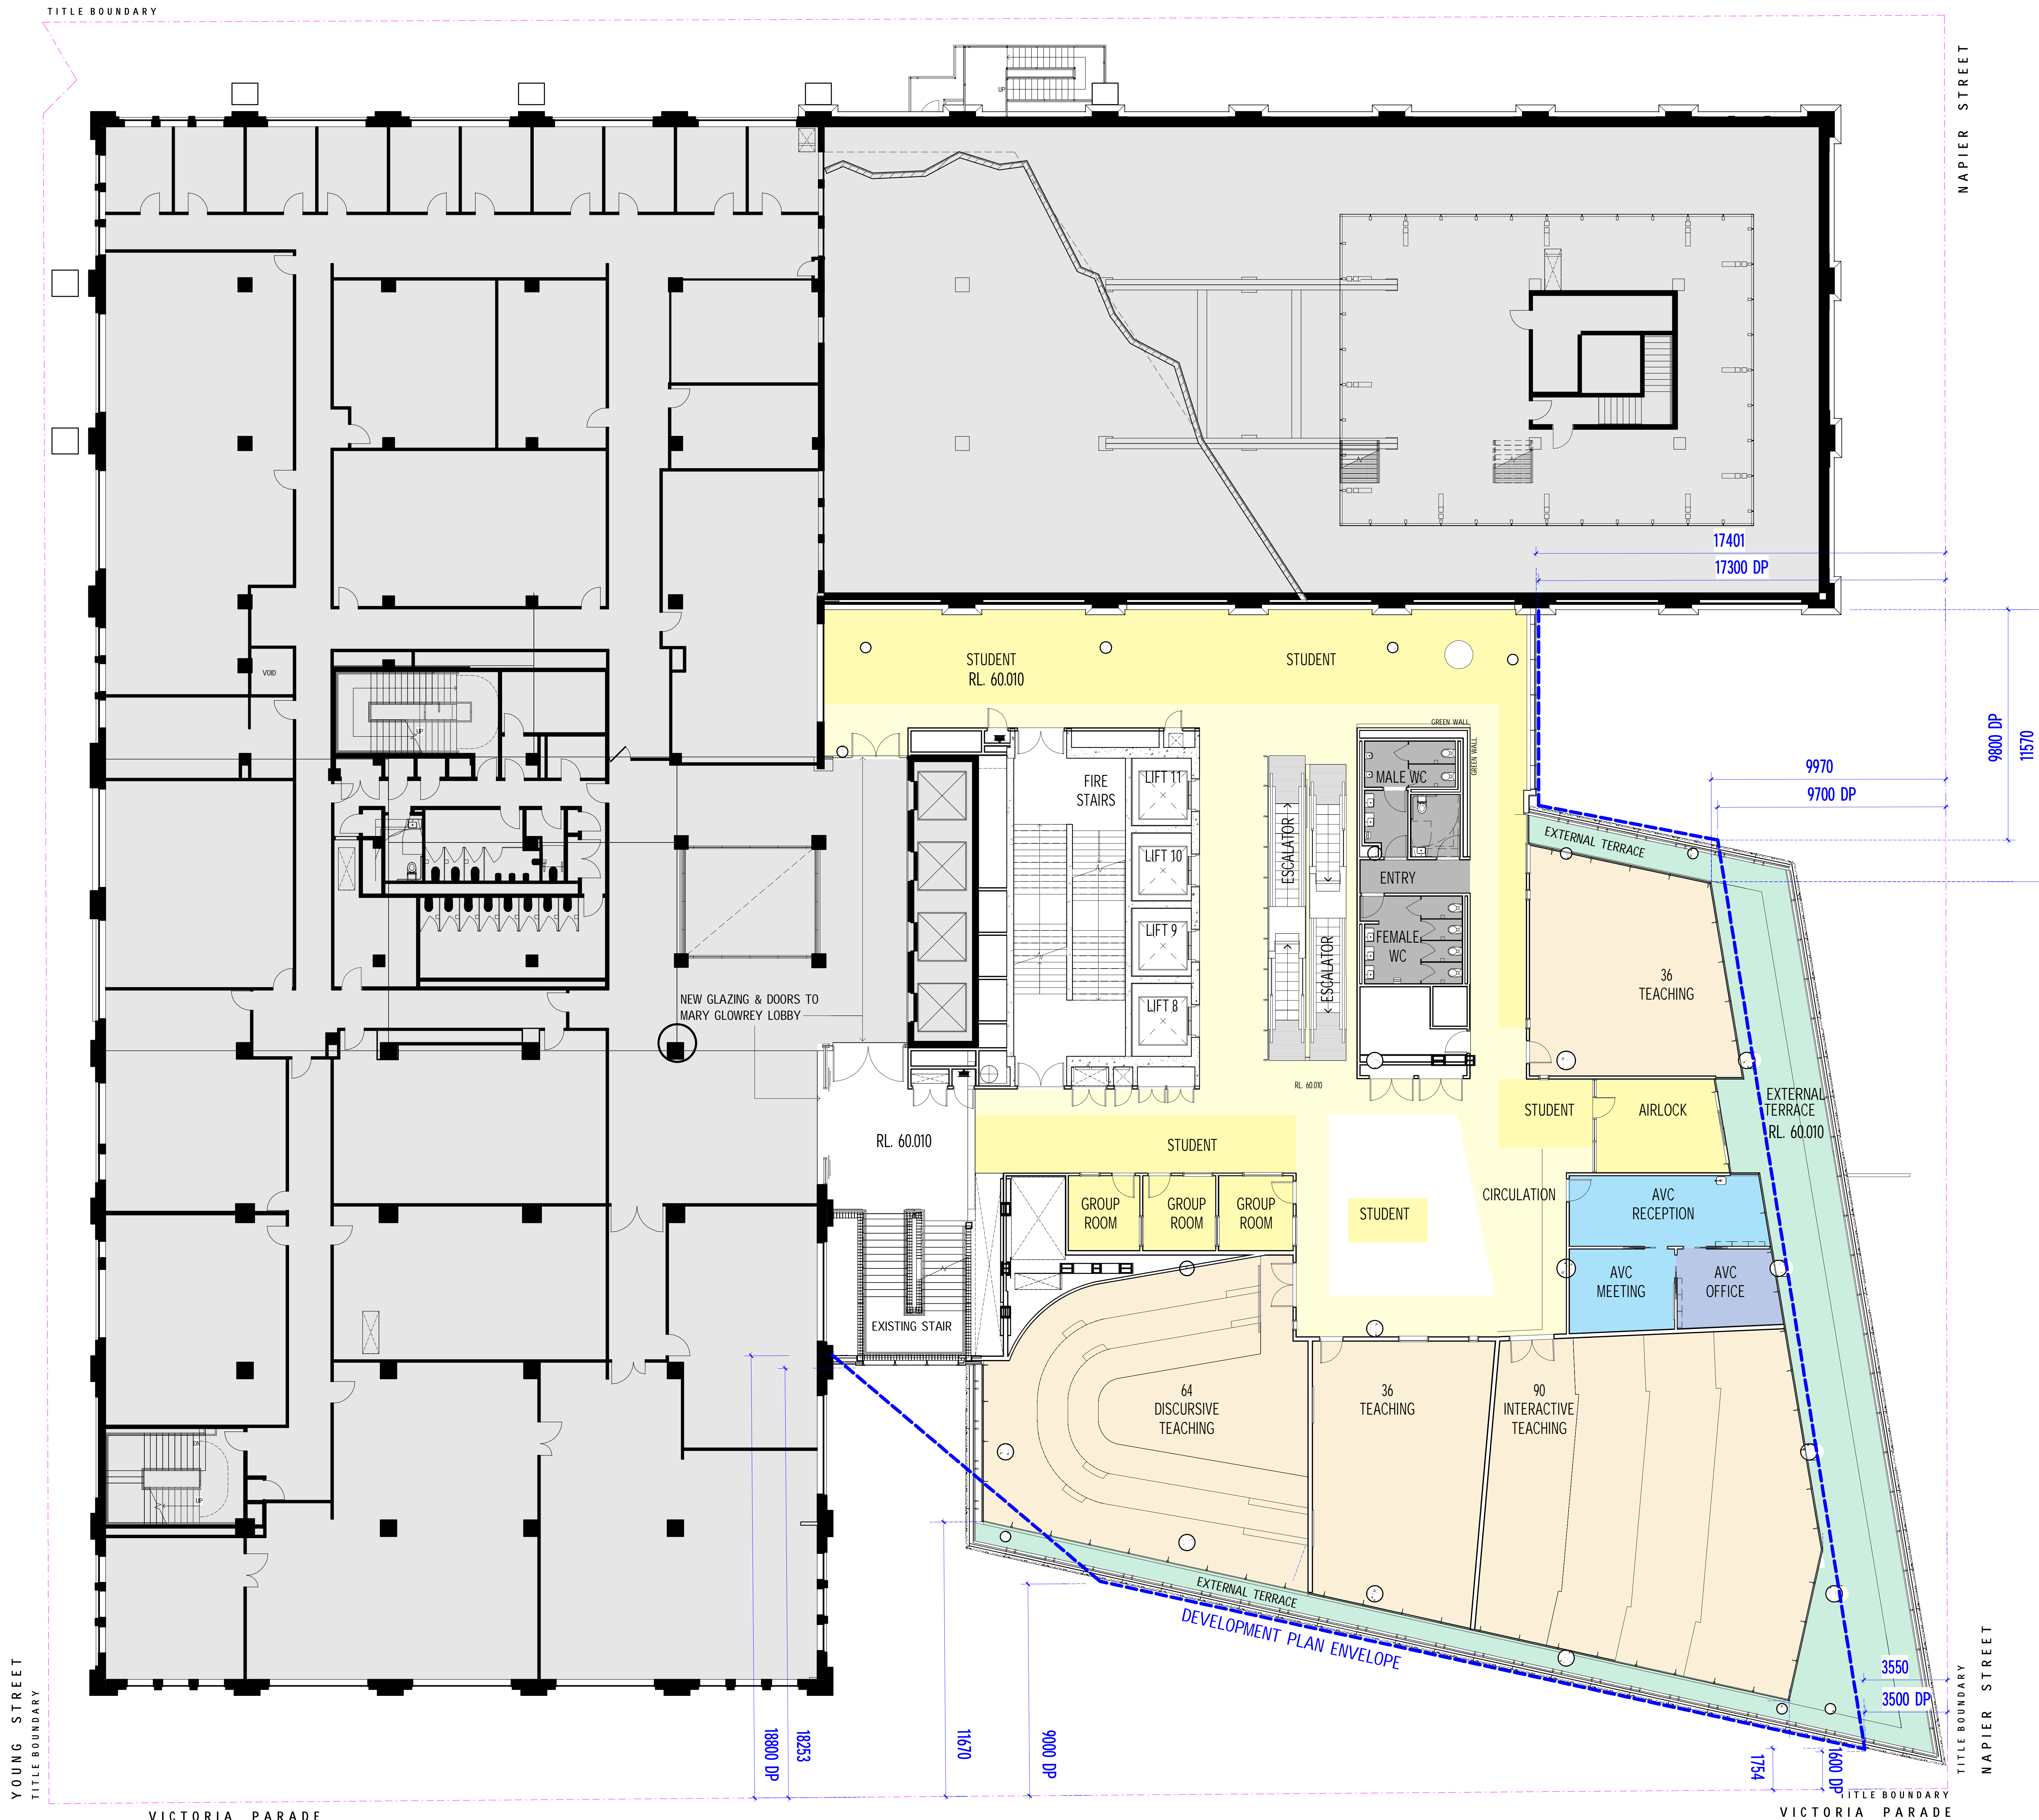 TITLE BOUNDARY
NAPIER STREET
UP
17401
17300 DP
STUDENT
RL. 60.010
STUDENT
VOID
UP
GREEN WALL
GREEN WALL
9800 DP
11570
9970
9700 DP
FIRE
STAIRS
LIFT 11
LIFT 10
LIFT 9
LIFT 8
ESCALATOR
ESCALATOR
MALE WC
ENTRY
FEMALE
WC
EXTERNAL TERRACE
36
TEACHING
NEW GLAZING & DOORS TO
MARY GLOWREY LOBBY
RL. 60.010
EXTERNAL
TERRACE
RL. 60.010
STUDENT
AIRLOCK
RL. 60.010
STUDENT
GROUP
ROOM
GROUP
ROOM
GROUP
ROOM
STUDENT
CIRCULATION
AVC
RECEPTION
AVC
MEETING
AVC
OFFICE
EXISTING STAIR
64
DISCURSIVE
TEACHING
36
TEACHING
90
INTERACTIVE
TEACHING
DN
UP
EXTERNAL TERRACE
DEVELOPMENT PLAN ENVELOPE
18800 DP
18253
11670
9000 DP
3550
3500 DP
1754
1600 DP
YOUNG STREET
TITLE BOUNDARY
TITLE BOUNDARY
NAPIER STREET
VICTORIA PARADE
TITLE BOUNDARY
VICTORIA PARADE